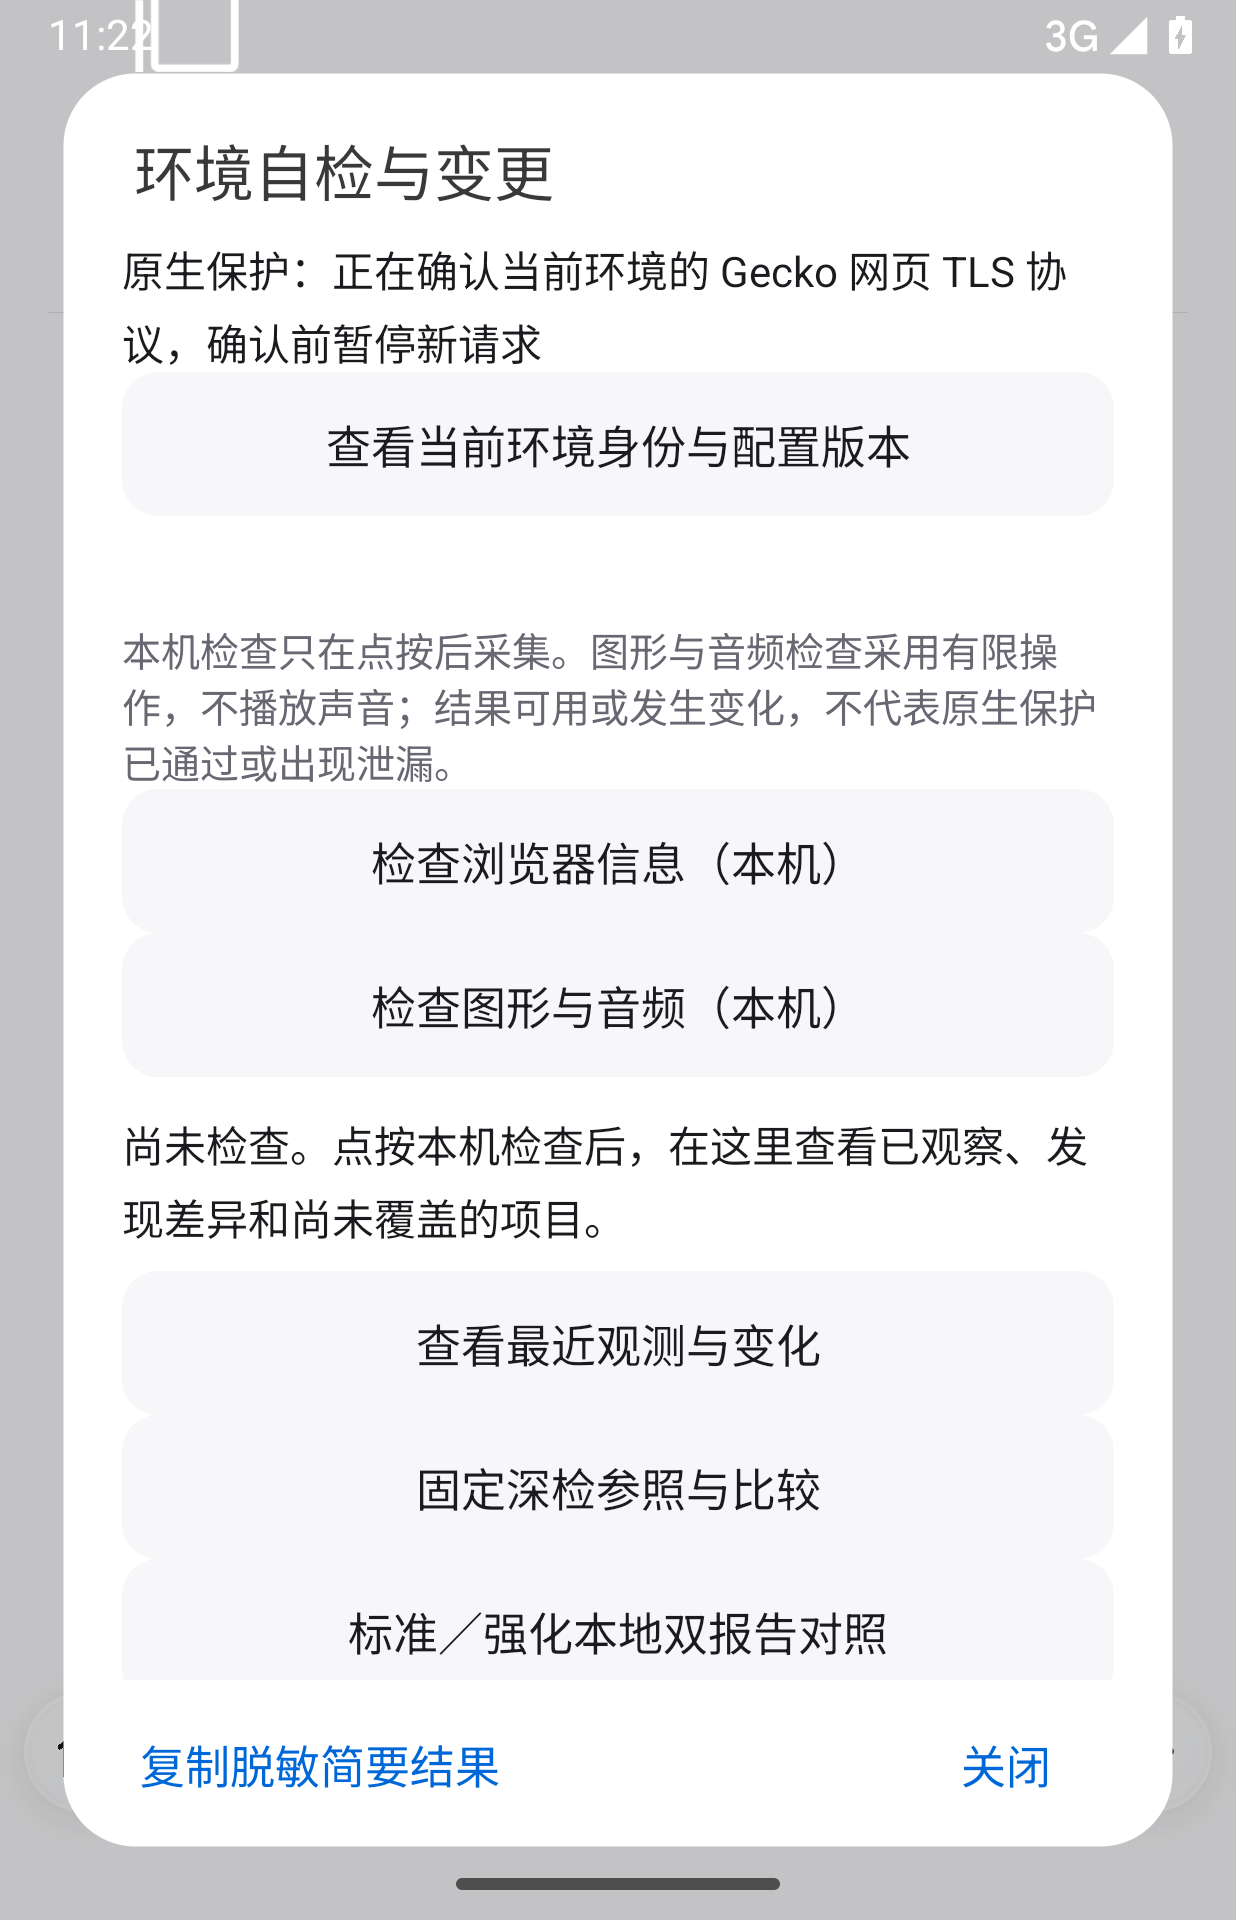 11:22
3G
环境自检与变更
原生保护：正在确认当前环境的 Gecko 网页 TLS 协
议，确认前暂停新请求
查看当前环境身份与配置版本
本机检查只在点按后采集。图形与音频检查采用有限操
作，不播放声音；结果可用或发生变化，不代表原生保护
已通过或出现泄漏。
检查浏览器信息（本机）
检查图形与音频（本机）
尚未检查。点按本机检查后，在这里查看已观察、发
现差异和尚未覆盖的项目。
查看最近观测与变化
固定深检参照与比较
标准／强化本地双报告对照
复制脱敏简要结果
关闭